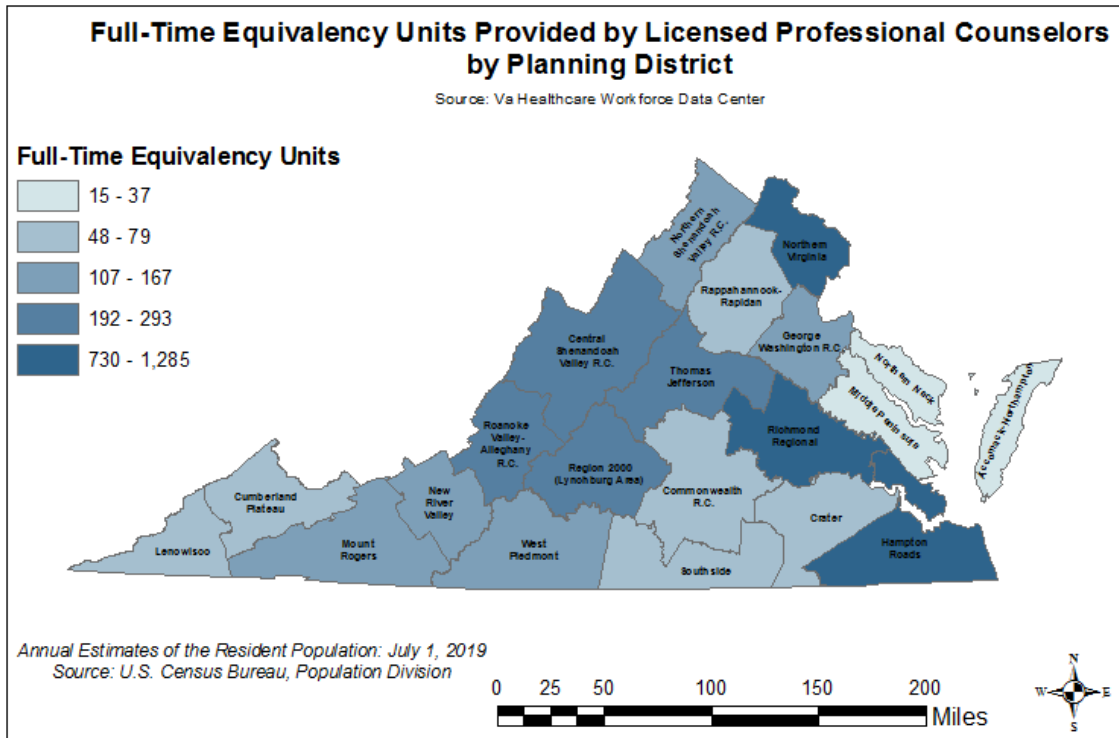 Full-Time Equivalency Units Provided by Licensed Professional Counselors
by Planning District
Source: Va Healthcare Workforce Data Center
Full-Time Equivalency Units
15 - 37
48 - 79
107 - 167
192 - 293
730 - 1,285
Northern
Shenandoah
Valley R.C.
Northern
Virginia
Rappahannock-
Rapidan
Central
Shenandoah
Valley R.C.
George
Washington R.C.
Northern Neck
Thomas
Jefferson
Middle Peninsula
Accomack-Northampton
Roanoke
Valley-
Alleghany
R.C.
Richmond
Regional
Region 2000
(Lynchburg Area)
Commonwealth
R.C.
Cumberland
Plateau
New
River
Valley
Crater
Lenowisco
Mount
Rogers
West
Piedmont
Southside
Hampton
Roads
Annual Estimates of the Resident Population: July 1, 2019
Source: U.S. Census Bureau, Population Division
0 25 50 100 150 200
Miles
N
W E
S